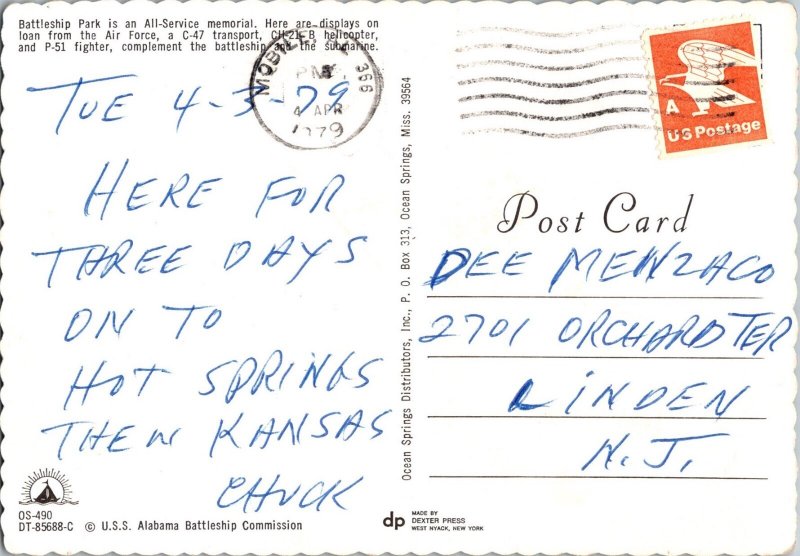 Battleship Park is an All-Service memorial. Here are displays on
loan from the Air Force, a C-47 transport, CH-21-B helicopter,
and P-51 fighter, complement the battleship and the submarine.
TUE 4-3-79
HERE FOR
THREE DAYS
ON TO
HOT SPRINGS
THEN KANSAS
CHUCK
OS-490
DT-85688-C © U.S.S. Alabama Battleship Commission
Ocean Springs Distributors, Inc., P. O. Box 313, Ocean Springs, Miss. 39564
MOBILE,
366
PM
4 APR
1979
A
US Postage
Post Card
DEE MENZACO
2701 ORCHARD TER
LINDEN
N.J.
dp
MADE BY
DEXTER PRESS
WEST NYACK, NEW YORK